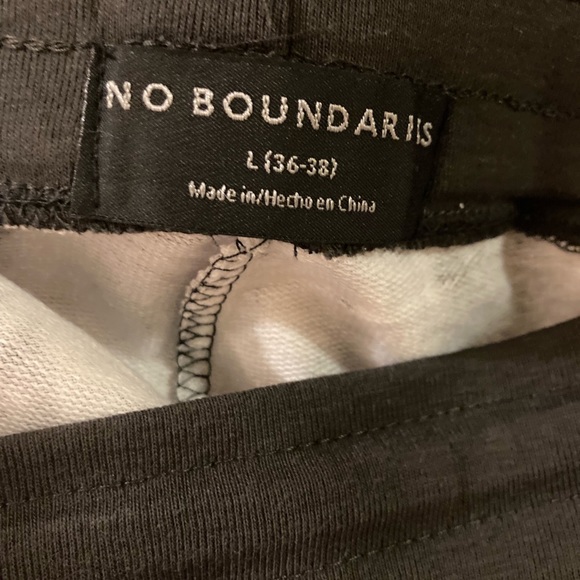 NO BOUNDARIES
L {36-38}
Made in/Hecho en China